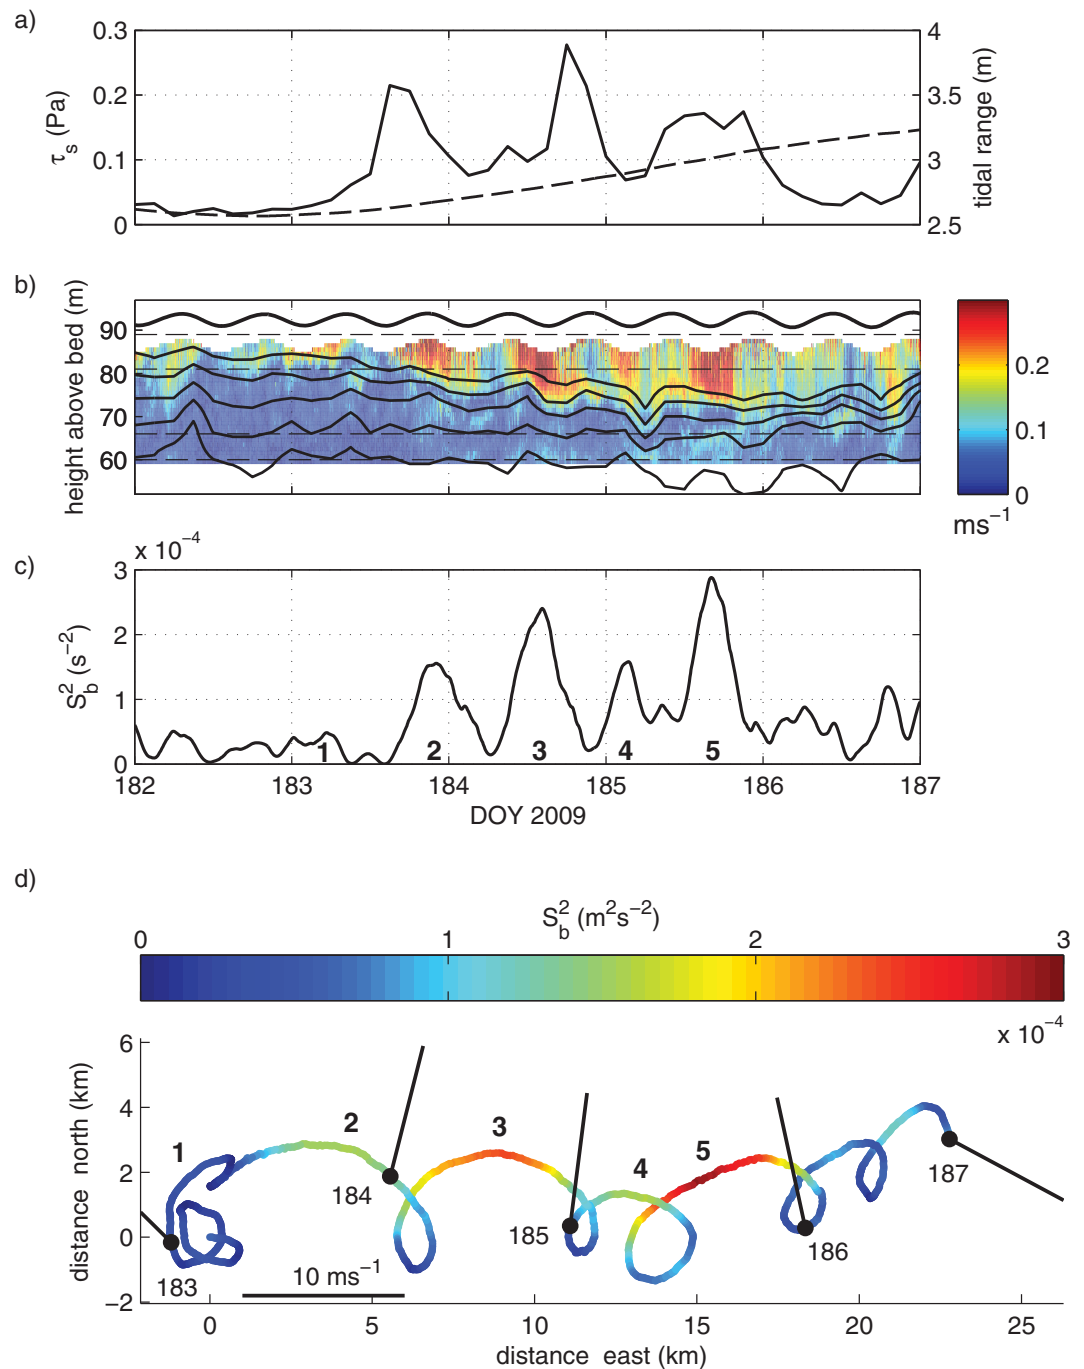 a)
0.3
0.2
0.1
0
τs (Pa)
4
3.5
3
2.5
tidal range (m)
b)
90
80
70
60
height above bed (m)
0.2
0.1
0
ms−1
x 10−4
c)
3
2
1
0
Sb2 (s−2)
1 2 3 4 5
182 183 184 185 186 187
DOY 2009
d)
Sb2 (m2s−2)
0 1 2 3
x 10−4
6
4
2
0
−2
distance north (km)
1 2 3 4 5
183 184 185 186 187
10 ms−1
0 5 10 15 20 25
distance east (km)